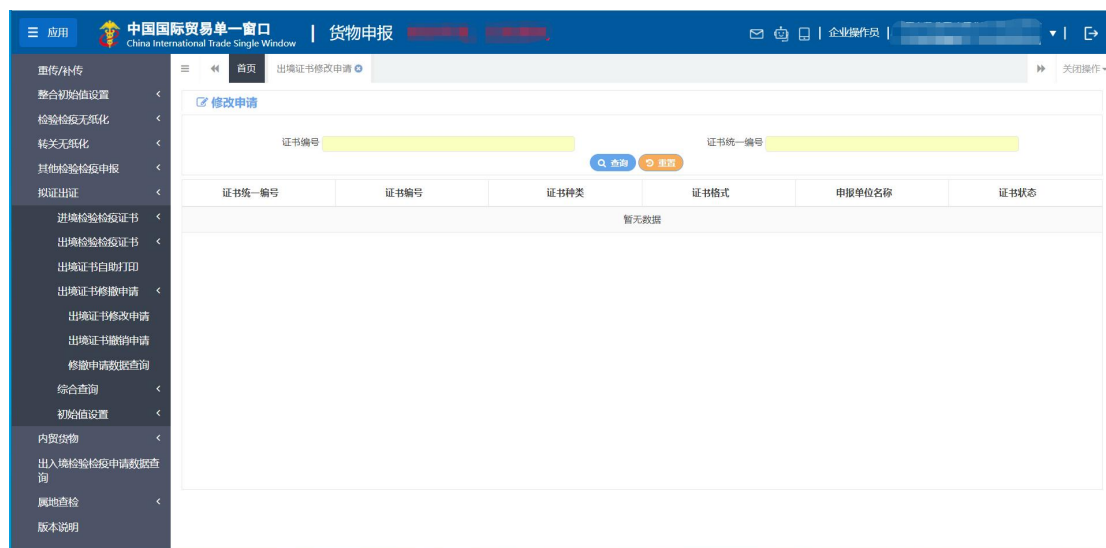 应用
中国国际贸易单一窗口
China International Trade Single Window
货物申报
企业操作员
重传/补传
整合初始值设置
检验检疫无纸化
转关无纸化
其他检验检疫申报
拟证出证
进境检验检疫证书
出境检验检疫证书
出境证书自助打印
出境证书修撤申请
出境证书修改申请
出境证书撤销申请
修撤申请数据查询
综合查询
初始值设置
内贸货物
出入境检验检疫申请数据查
询
属地查检
版本说明
首页 出境证书修改申请 关闭操作
修改申请
证书编号 证书统一编号
查询 重置
证书统一编号 证书编号 证书种类 证书格式 申报单位名称 证书状态
暂无数据